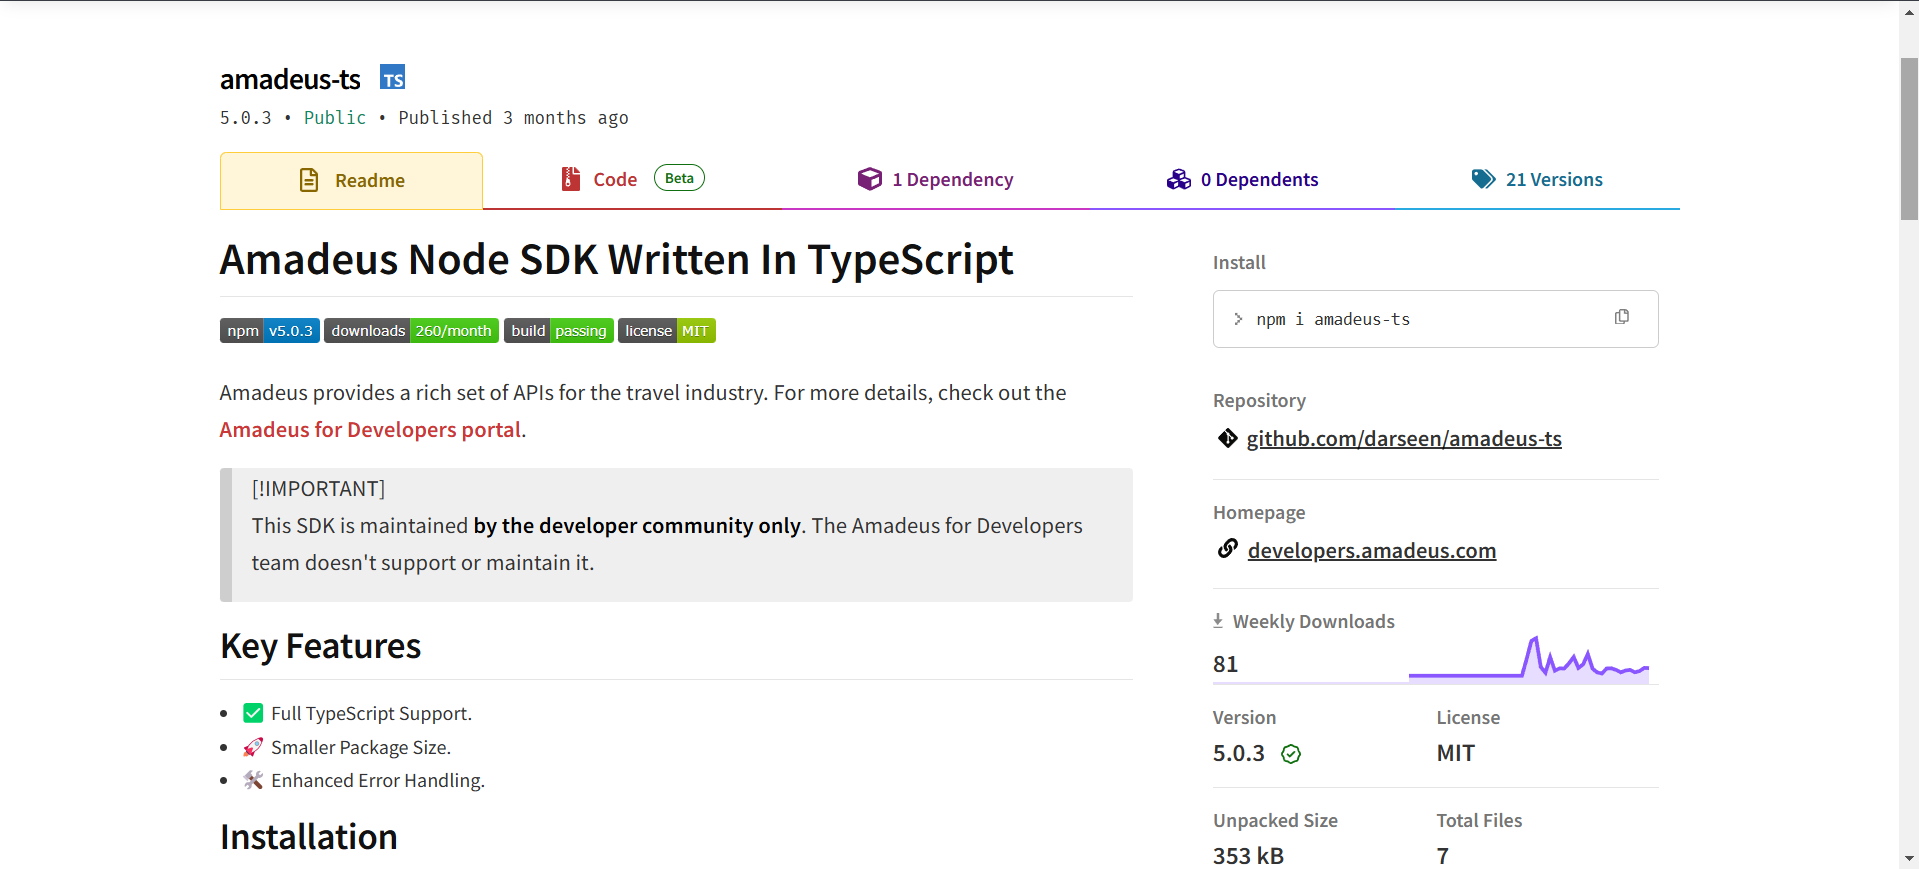 amadeus-ts TS
5.0.3 • Public • Published 3 months ago
Readme
Code Beta
1 Dependency
0 Dependents
21 Versions
Amadeus Node SDK Written In TypeScript
npm v5.0.3 downloads 260/month build passing license MIT
Amadeus provides a rich set of APIs for the travel industry. For more details, check out the
Amadeus for Developers portal.
[!IMPORTANT]
This SDK is maintained by the developer community only. The Amadeus for Developers
team doesn't support or maintain it.
Key Features
• ✅ Full TypeScript Support.
• 🚀 Smaller Package Size.
• 🛠️ Enhanced Error Handling.
Installation
Install
> npm i amadeus-ts
Repository
github.com/darseen/amadeus-ts
Homepage
developers.amadeus.com
Weekly Downloads
81
Version
5.0.3
License
MIT
Unpacked Size
353 kB
Total Files
7